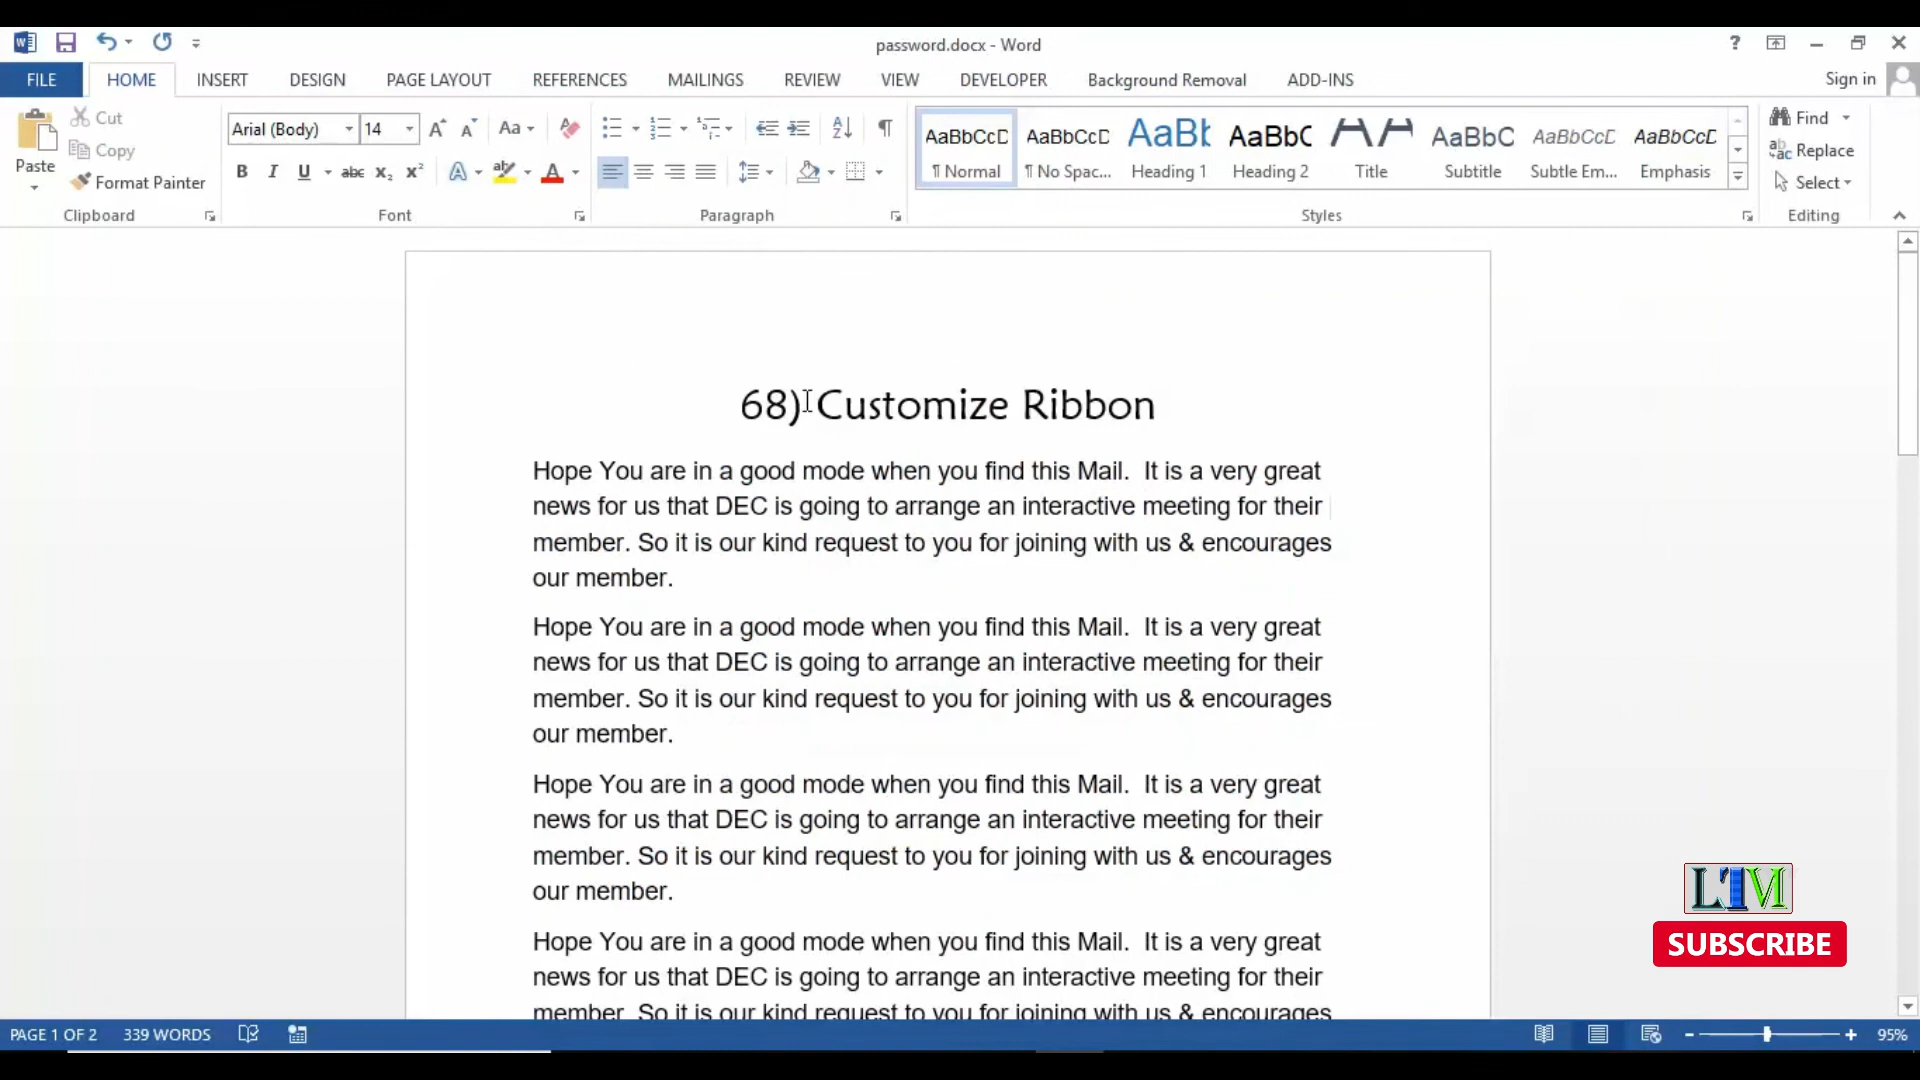 password.docx - Word
FILE HOME INSERT DESIGN PAGE LAYOUT REFERENCES MAILINGS REVIEW VIEW DEVELOPER Background Removal ADD-INS Sign in
Paste
Cut
Copy
Format Painter
Clipboard
Arial (Body) 14 Aa
B I U abc X₂ X² A ab A
Font
Paragraph
AaBbCcD AaBbCcD AaBb AaBbC AA AaBbC AaBbCcD AaBbCcD
¶ Normal ¶ No Spac... Heading 1 Heading 2 Title Subtitle Subtle Em... Emphasis
Styles
Find
Replace
Select
Editing
68) Customize Ribbon
Hope You are in a good mode when you find this Mail.  It is a very great
news for us that DEC is going to arrange an interactive meeting for their
member. So it is our kind request to you for joining with us & encourages
our member.
Hope You are in a good mode when you find this Mail.  It is a very great
news for us that DEC is going to arrange an interactive meeting for their
member. So it is our kind request to you for joining with us & encourages
our member.
Hope You are in a good mode when you find this Mail.  It is a very great
news for us that DEC is going to arrange an interactive meeting for their
member. So it is our kind request to you for joining with us & encourages
our member.
Hope You are in a good mode when you find this Mail.  It is a very great
news for us that DEC is going to arrange an interactive meeting for their
member. So it is our kind request to you for joining with us & encourages
LTM
SUBSCRIBE
PAGE 1 OF 2 339 WORDS 95%